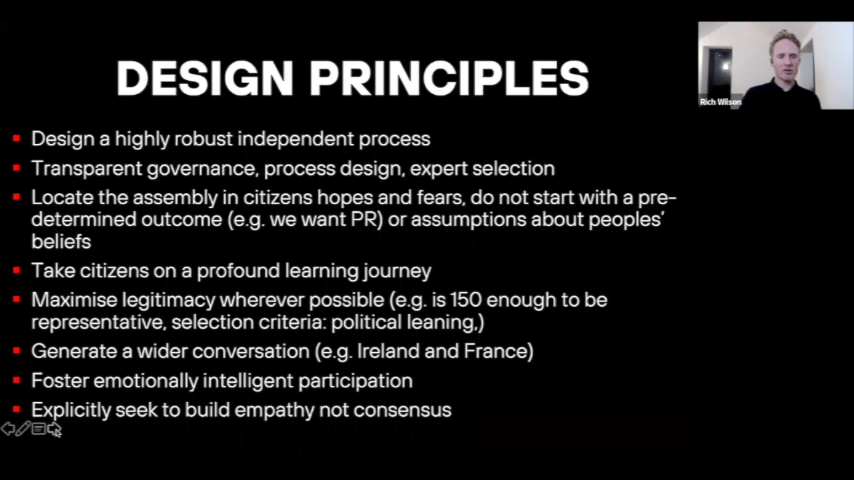 DESIGN PRINCIPLES
Rich Wilson
Design a highly robust independent process
Transparent governance, process design, expert selection
Locate the assembly in citizens hopes and fears, do not start with a pre-
determined outcome (e.g. we want PR) or assumptions about peoples'
beliefs
Take citizens on a profound learning journey
Maximise legitimacy wherever possible (e.g. is 150 enough to be
representative, selection criteria: political leaning,)
Generate a wider conversation (e.g. Ireland and France)
Foster emotionally intelligent participation
Explicitly seek to build empathy not consensus